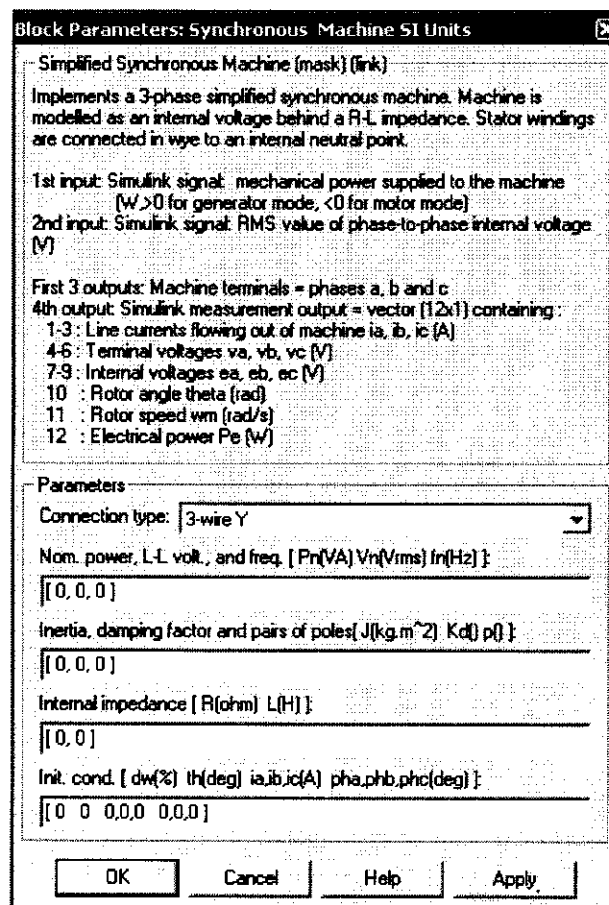 Block Parameters: Synchronous Machine SI Units
Simplified Synchronous Machine (mask) (link)
Implements a 3-phase simplified synchronous machine. Machine is
modelled as an internal voltage behind a R-L impedance. Stator windings
are connected in wye to an internal neutral point.
1st input: Simulink signal: mechanical power supplied to the machine
(W,>0 for generator mode, <0 for motor mode)
2nd input: Simulink signal: RMS value of phase-to-phase internal voltage
(V)
First 3 outputs: Machine terminals = phases a, b and c
4th output: Simulink measurement output = vector (12x1) containing :
1-3 : Line currents flowing out of machine ia, ib, ic (A)
4-6 : Terminal voltages va, vb, vc (V)
7-9 : Internal voltages ea, eb, ec (V)
10 : Rotor angle theta (rad)
11 : Rotor speed wm (rad/s)
12 : Electrical power Pe (W)
Parameters
Connection type: 3-wire Y
Nom. power, L-L volt., and freq. [ Pn(VA) Vn(Vrms) fn(Hz) ]:
[ 0, 0, 0 ]
Inertia, damping factor and pairs of poles[ J(kg.m^2) Kd() p() ]:
[ 0, 0, 0 ]
Internal impedance [ R(ohm) L(H) ]:
[ 0, 0 ]
Init. cond. [ dw(%) th(deg) ia,ib,ic(A) pha,phb,phc(deg) ]:
[ 0 0 0,0,0 0,0,0 ]
OK Cancel Help Apply